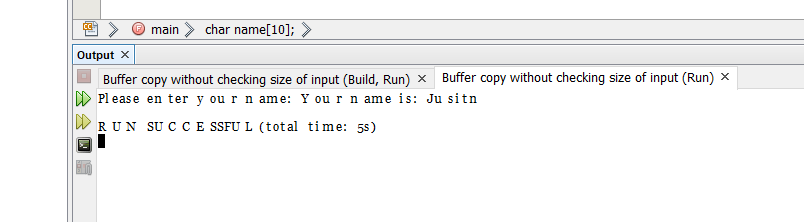 main
char name[10];
Output
Buffer copy without checking size of input (Build, Run)
Buffer copy without checking size of input (Run)
Please enter your name: Your name is: Jusitn
RUN SUCCESSFUL (total time: 5s)